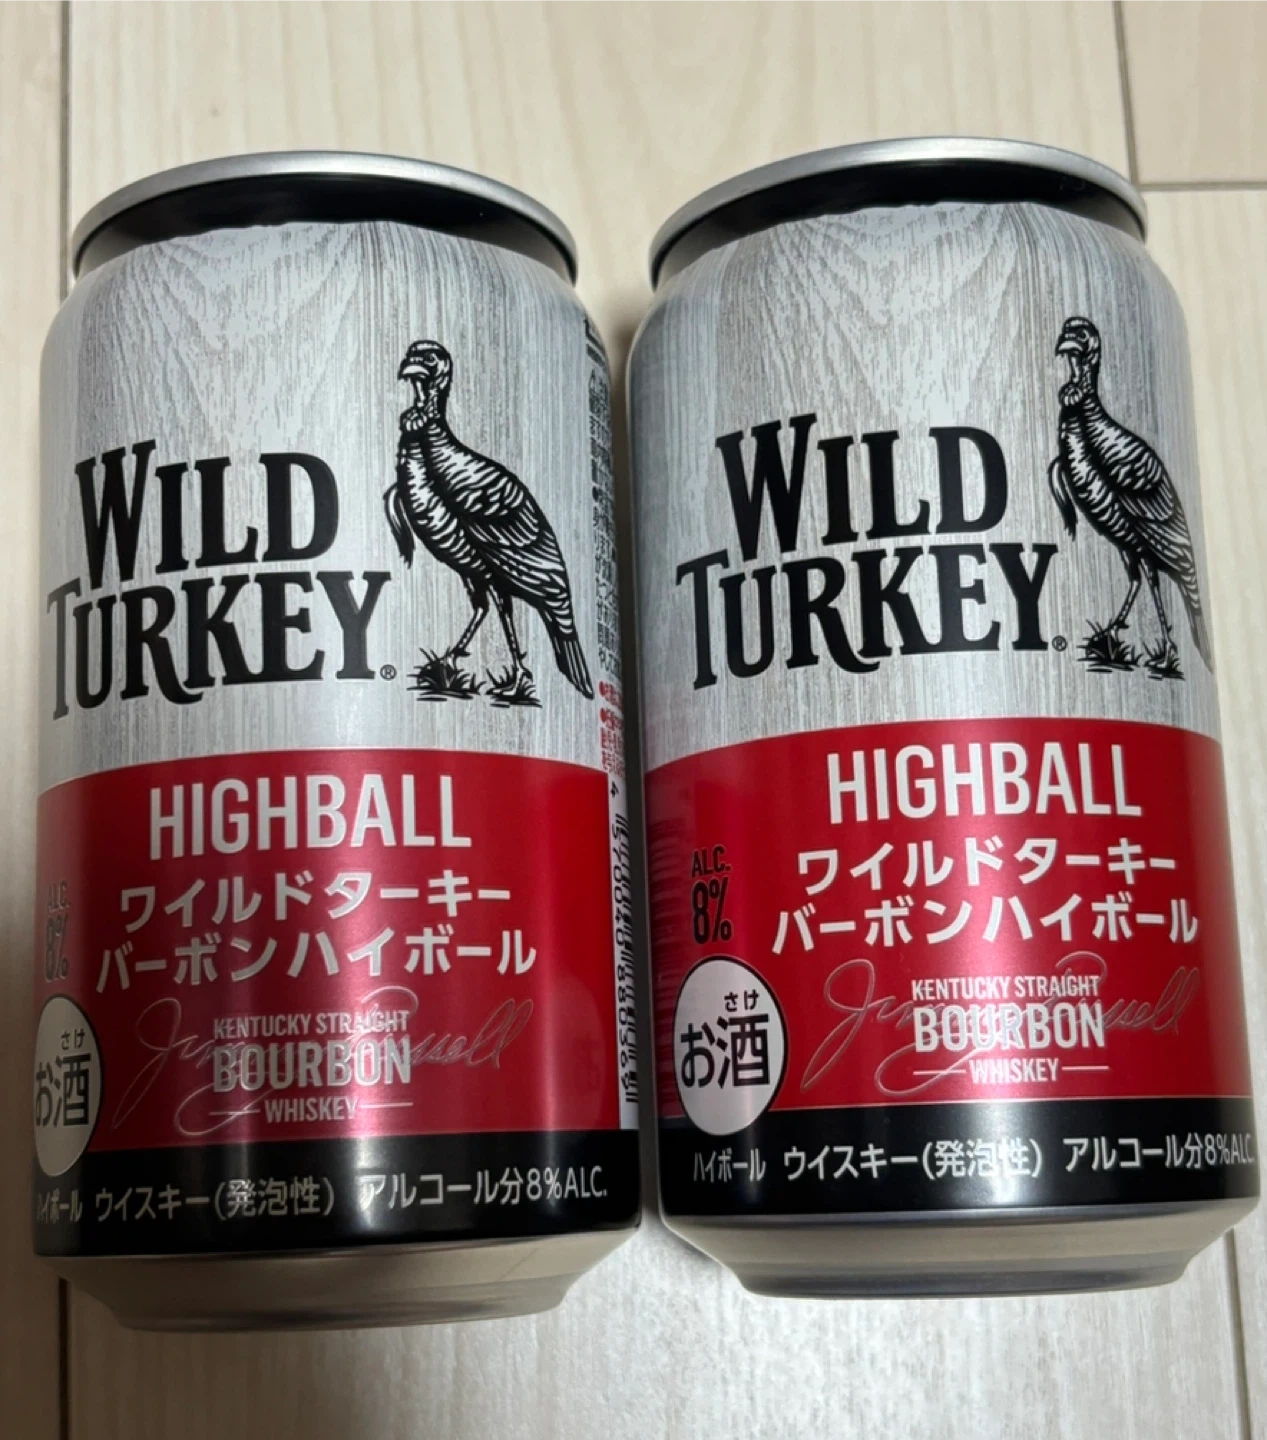 WILD
TURKEY®
HIGHBALL
ワイルドターキー
バーボンハイボール
ALC.
8%
KENTUCKY STRAIGHT
BOURBON
WHISKEY
さけ
お酒
ハイボール ウイスキー(発泡性) アルコール分8%ALC.
WILD
TURKEY®
HIGHBALL
ワイルドターキー
バーボンハイボール
ALC.
8%
KENTUCKY STRAIGHT
BOURBON
WHISKEY
さけ
お酒
ハイボール ウイスキー(発泡性) アルコール分8%ALC.